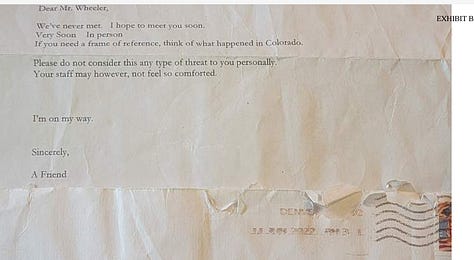 Dear Mr. Wheeler,
EXHIBIT B
We've never met. I hope to meet you soon.
Very Soon In person
If you need a frame of reference, think of what happened in Colorado.
Please do not consider this any type of threat to you personally.
Your staff may however, not feel so comforted.
I'm on my way.
Sincerely,
A Friend
2022